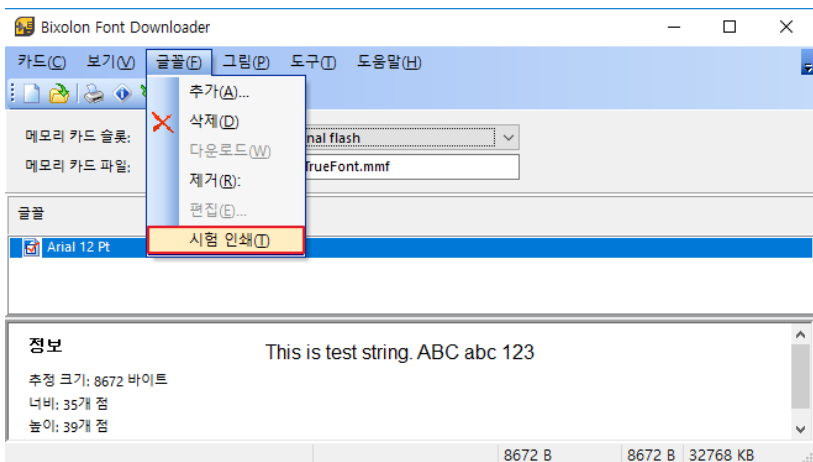 Bixolon Font Downloader
카드(C) 보기(V) 글꼴(F) 그림(P) 도구(T) 도움말(H)
추가(A)...
삭제(D)
다운로드(W)
제거(R):
편집(E)...
시험 인쇄(T)
메모리 카드 슬롯: nal flash
메모리 카드 파일: TrueFont.mmf
글꼴
Arial 12 Pt
정보
This is test string. ABC abc 123
추정 크기: 8672 바이트
너비: 35개 점
높이: 39개 점
8672 B 8672 B 32768 KB